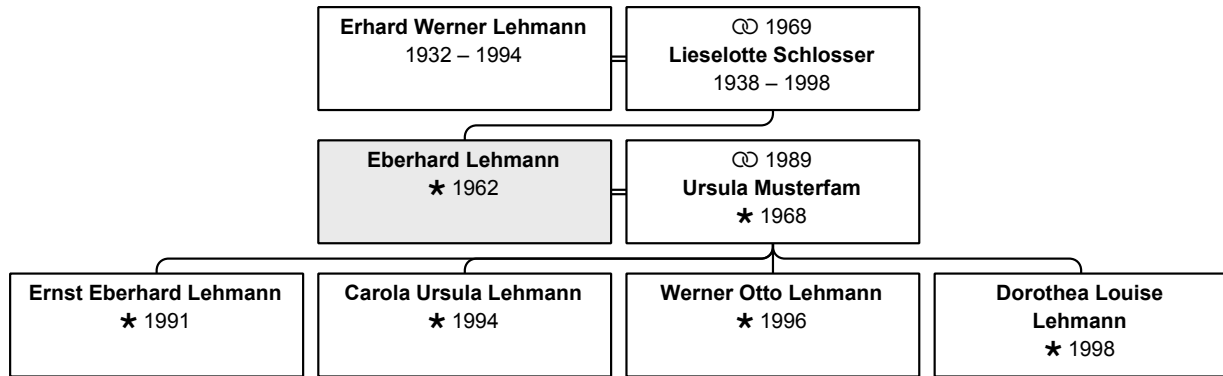 Erhard Werner Lehmann
1932 – 1994
⚭ 1969
Lieselotte Schlosser
1938 – 1998
Eberhard Lehmann
★ 1962
⚭ 1989
Ursula Musterfam
★ 1968
Ernst Eberhard Lehmann
★ 1991
Carola Ursula Lehmann
★ 1994
Werner Otto Lehmann
★ 1996
Dorothea Louise
Lehmann
★ 1998